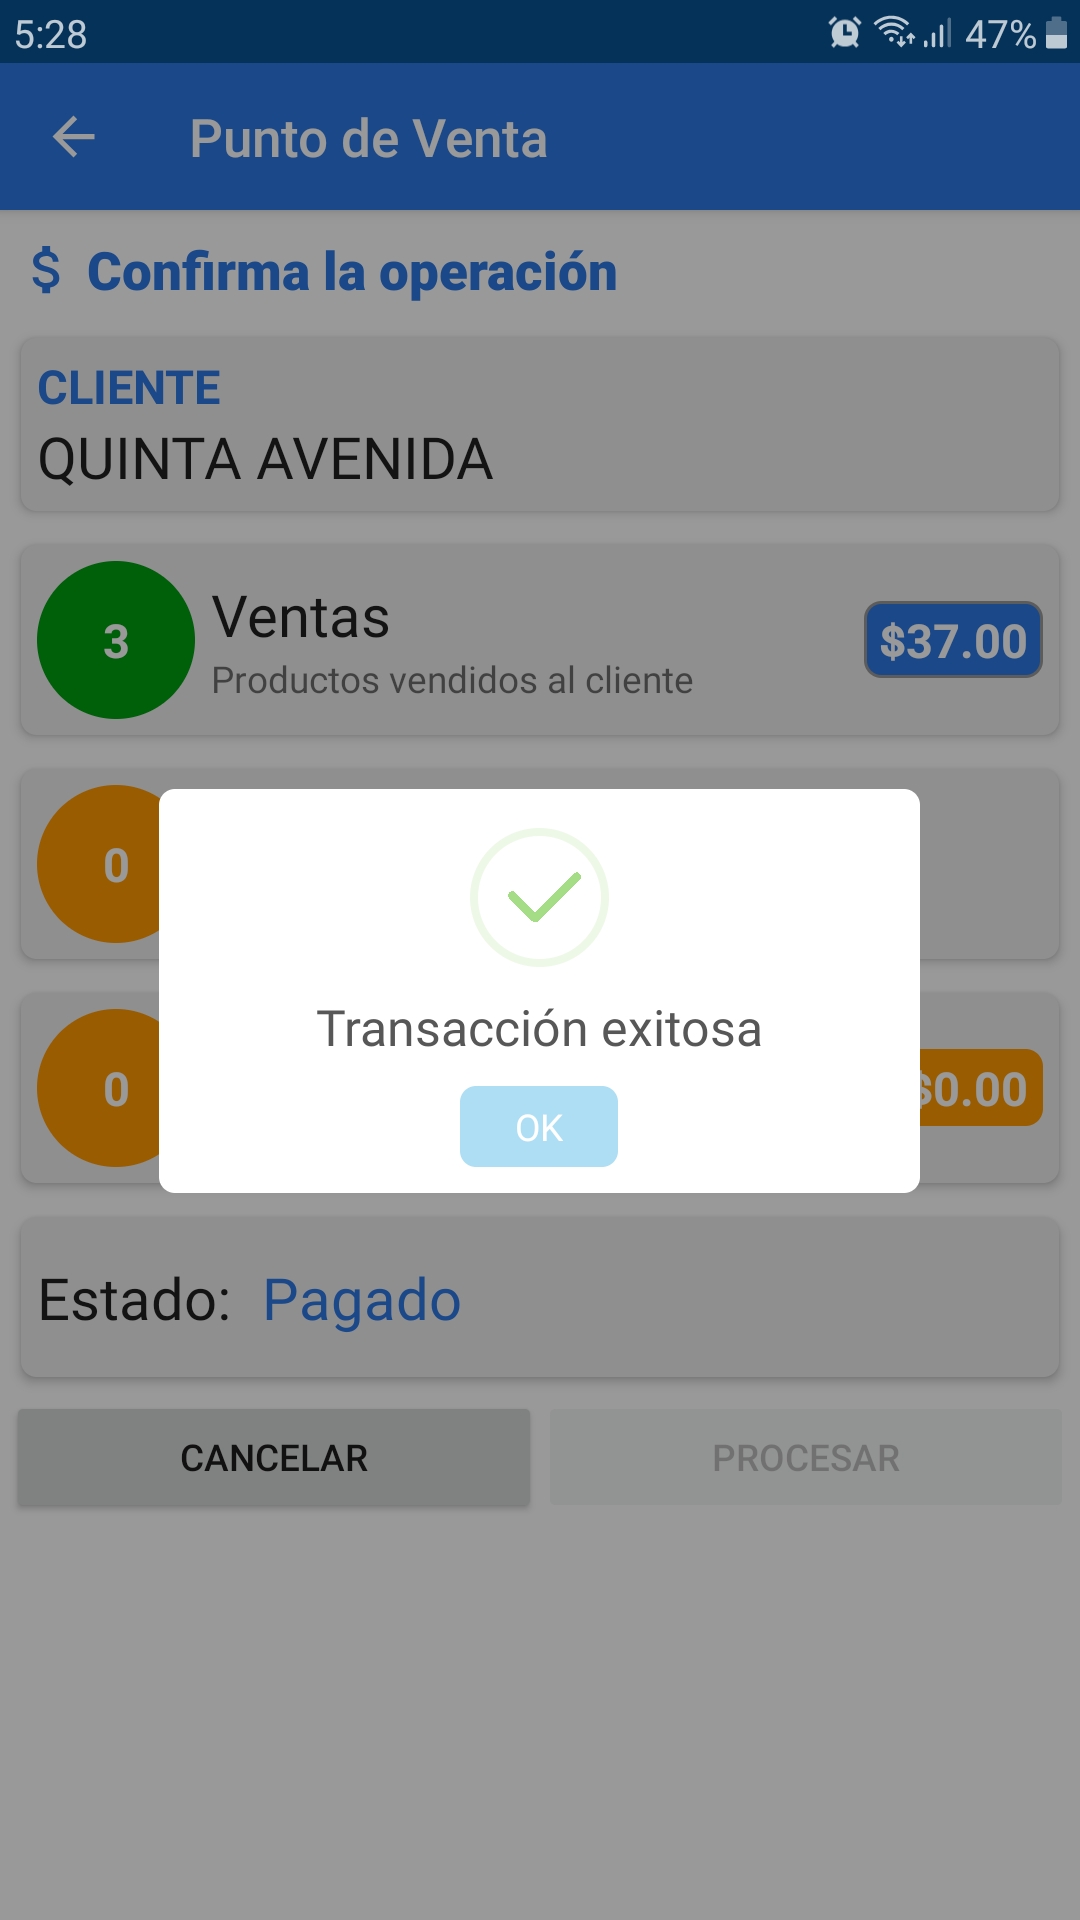 5:28
47%
Punto de Venta
$ Confirma la operación
CLIENTE
QUINTA AVENIDA
3
Ventas
$37.00
Productos vendidos al cliente
0
Transacción exitosa
0
$0.00
OK
Estado: Pagado
CANCELAR
PROCESAR